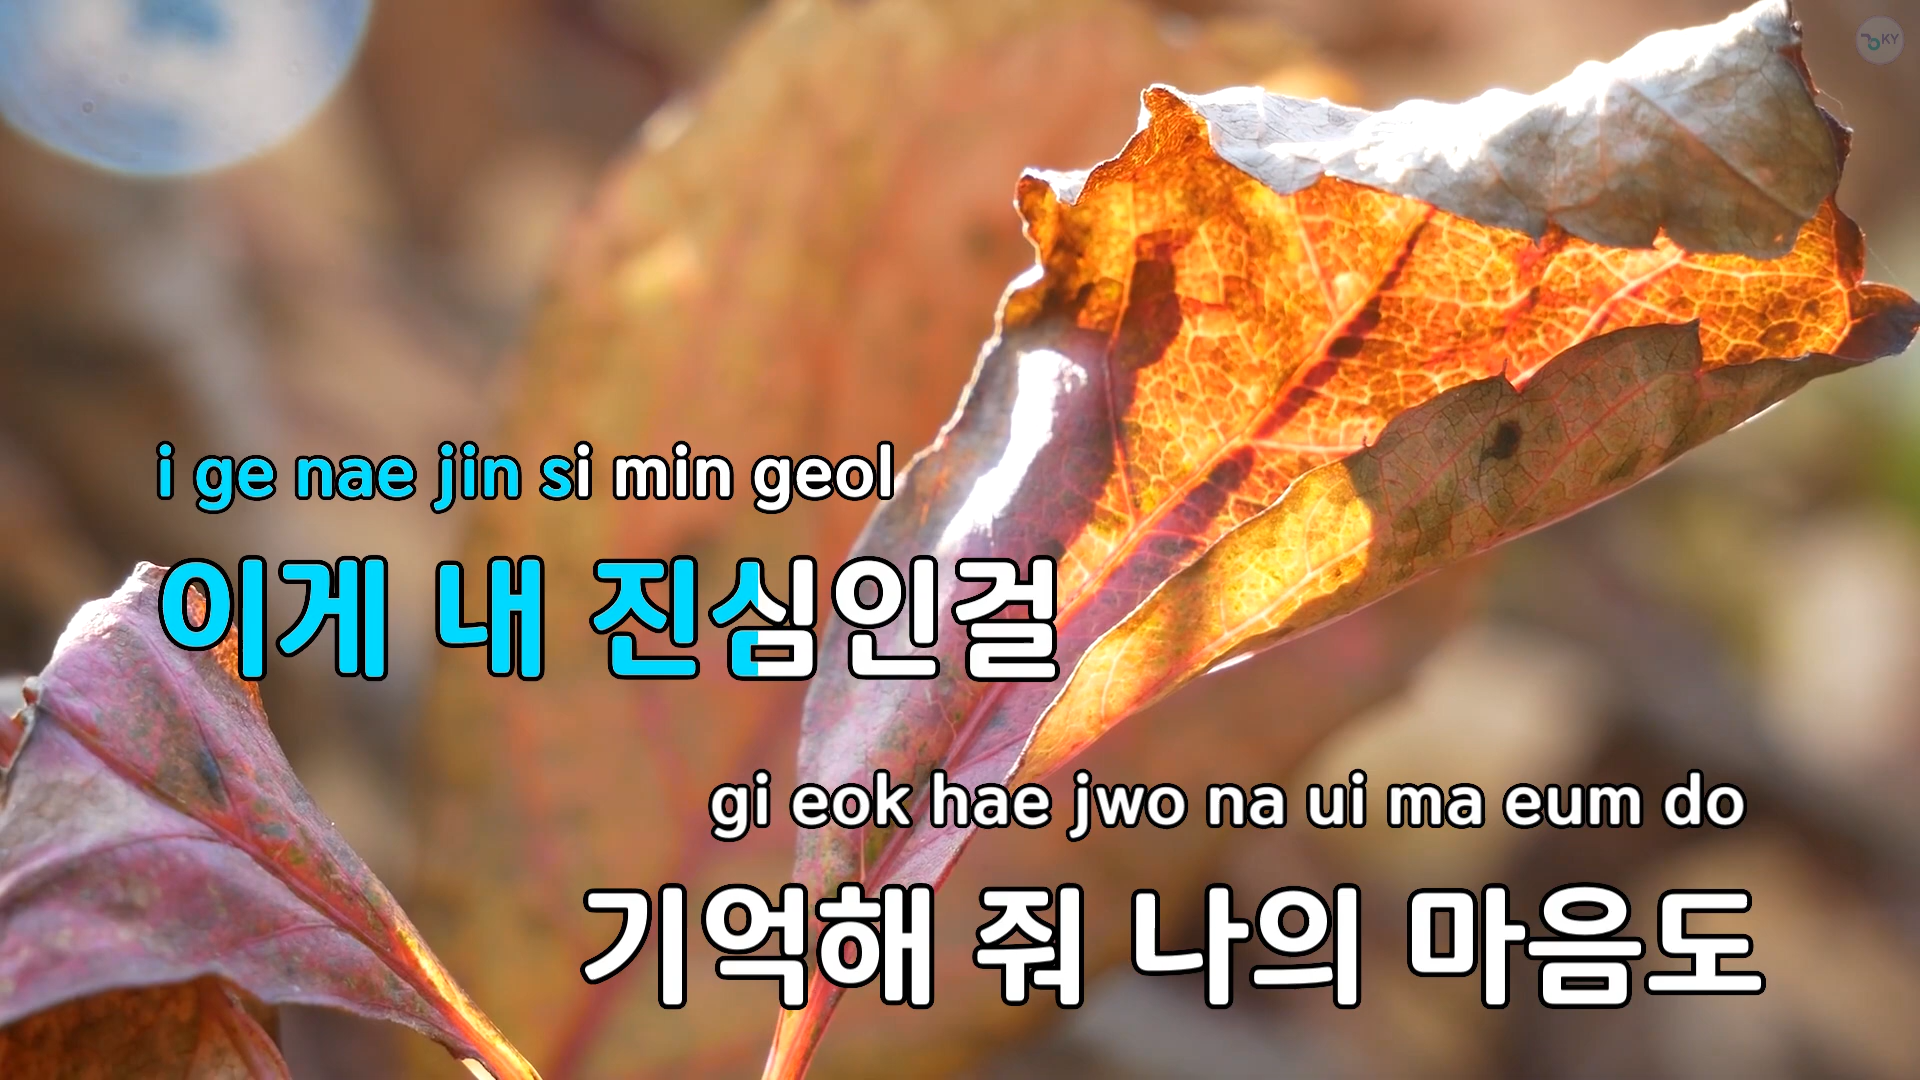 KY
i ge nae jin si min geol
이게 내 진심인걸
gi eok hae jwo na ui ma eum do
기억해 줘 나의 마음도